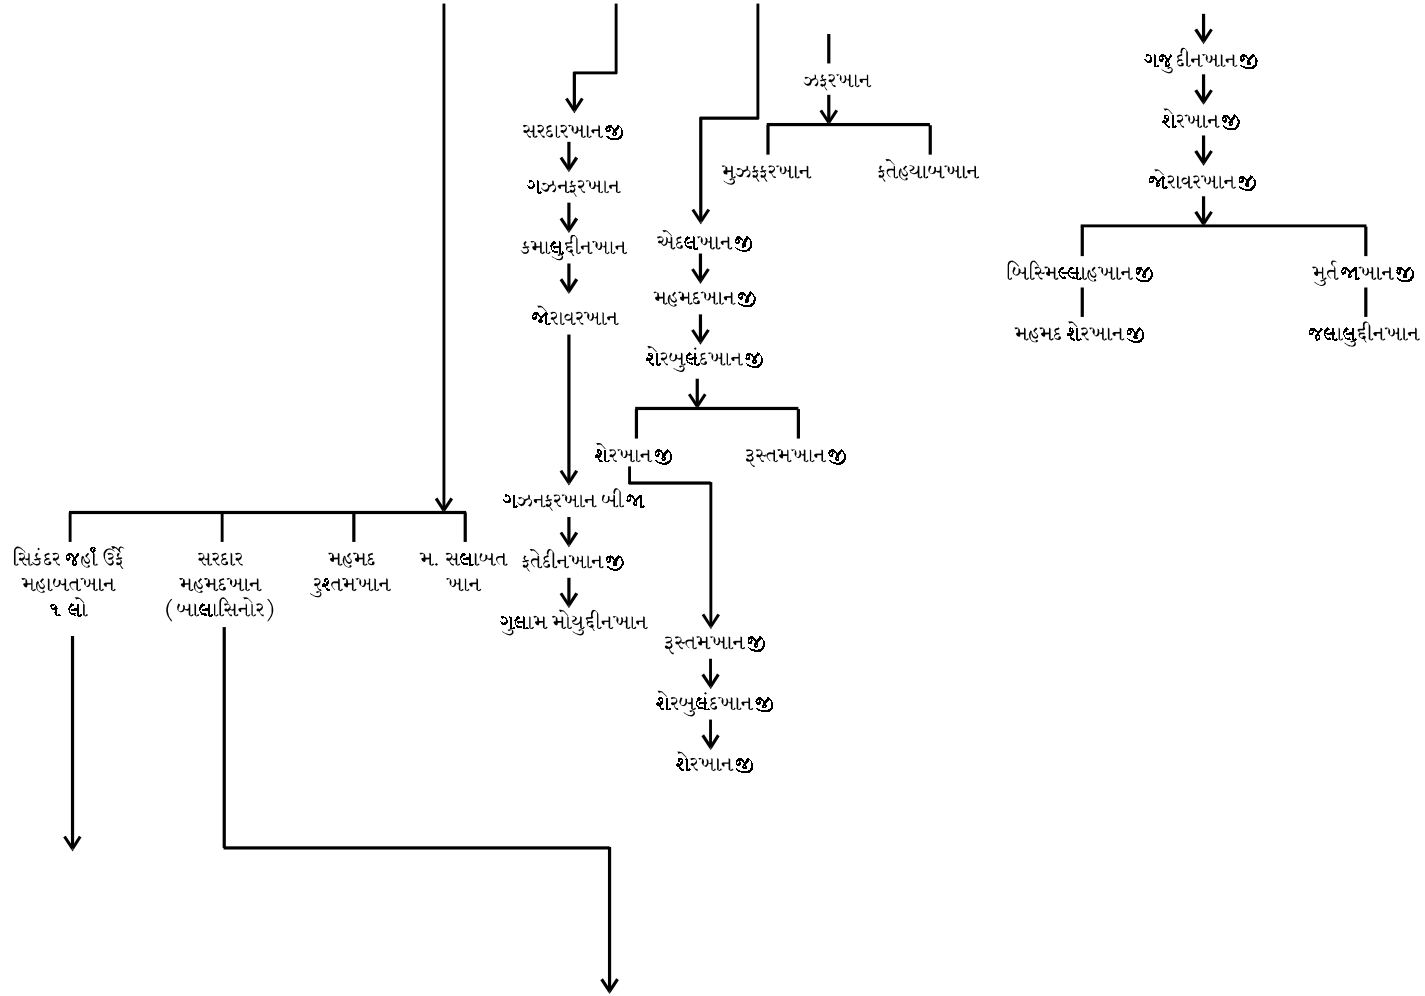 ગજુદ્દીનખાનજી
ઝફરખાન
શેરખાનજી
સરદારખાનજી
મુઝફ્ફરખાન ફતેહયાબખાન
જોરાવરખાનજી
ગઝનફરખાન
કમાલુદ્દીનખાન
એદલખાનજી
બિસ્મિલ્લાહખાનજી મુર્તજાખાનજી
મહમદખાનજી
જોરાવરખાન
મહમદ શેરખાનજી જલાલુદ્દીનખાન
શેરબુલંદખાનજી
શેરખાનજી રૂસ્તમખાનજી
ગઝનફરખાન બીજા
સિકંદર જહાઁ ઉર્ફે
મહાબતખાન
૧ લો
સરદાર
મહમદખાન
(બાલાસિનોર)
મહમદ
રુશ્તમખાન
મ. સલાબત
ખાન
ફતેદીનખાનજી
ગુલામ મોયુદ્દીનખાન
રૂસ્તમખાનજી
શેરબુલંદખાનજી
શેરખાનજી